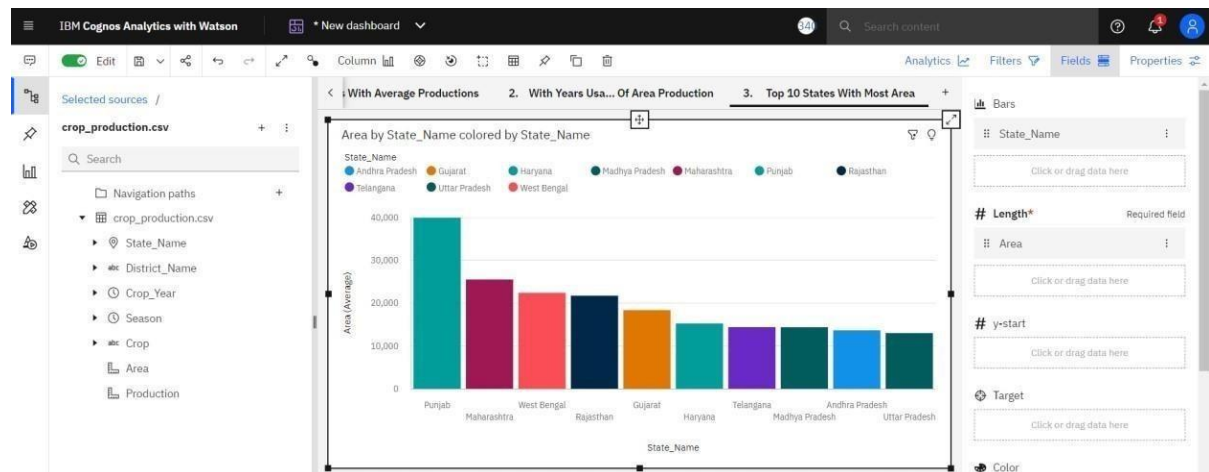 IBM Cognos Analytics with Watson
* New dashboard
Search content
1
Edit
Column
Analytics
Filters
Fields
Properties
Selected sources /
crop_production.csv
Search
Navigation paths
crop_production.csv
State_Name
abc District_Name
Crop_Year
Season
abc Crop
Area
Production
s With Average Productions
2. With Years Usa... Of Area Production
3. Top 10 States With Most Area
Area by State_Name colored by State_Name
State_Name
Andhra Pradesh Gujarat Haryana Madhya Pradesh Maharashtra Punjab Rajasthan
Telangana Uttar Pradesh West Bengal
Area (Average)
40,000
30,000
20,000
10,000
0
Punjab Maharashtra West Bengal Rajasthan Gujarat Haryana Telangana Madhya Pradesh Andhra Pradesh Uttar Pradesh
State_Name
Bars
State_Name
Click or drag data here
# Length* Required field
Area
Click or drag data here
# y-start
Click or drag data here
Target
Click or drag data here
Color